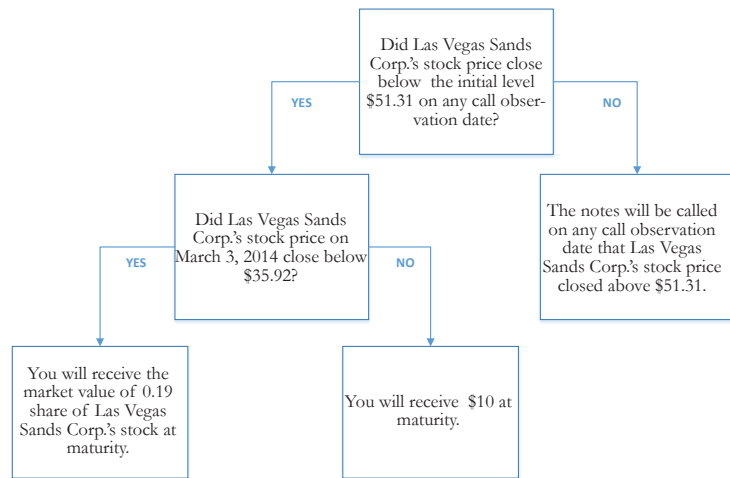 Did Las Vegas Sands
Corp.'s stock price close
below the initial level
$51.31 on any call obser-
vation date?
YES
NO
Did Las Vegas Sands
Corp.'s stock price on
March 3, 2014 close below
$35.92?
The notes will be called
on any call observation
date that Las Vegas
Sands Corp.'s stock price
closed above $51.31.
YES
NO
You will receive the
market value of 0.19
share of Las Vegas
Sands Corp.'s stock at
maturity.
You will receive $10 at
maturity.